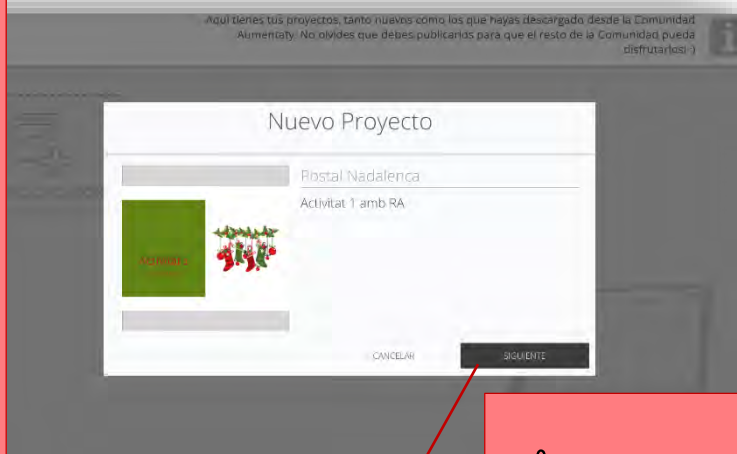 Aquí tienes tus proyectos, tanto nuevos como los que hayas descargado desde la Comunidad
Aumentaty. No olvides que debes publicarlos para que el resto de la Comunidad pueda
disfrutarlos! :)
Nuevo Proyecto
Postal Nadalenca
Activitat 1 amb RA
CANCELAR
SIGUIENTE